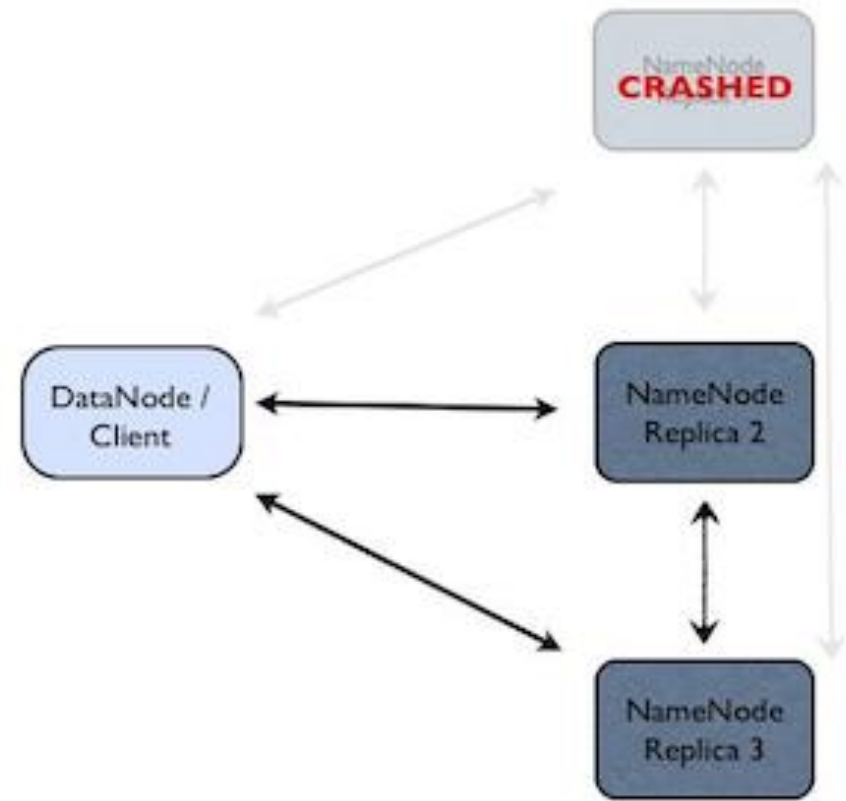 NameNode
CRASHED
DataNode /
Client
NameNode
Replica 2
NameNode
Replica 3